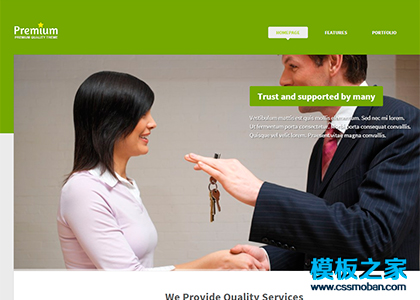 Premium
PREMIUM QUALITY THEME
HOMEPAGE
FEATURES
PORTFOLIO
Trust and supported by many
Vestibulum mattis est quis mollis elementum. Sed nec mi lorem.
Ut fermentum porta consectetur. Morbi porta consequat convallis.
Quisque vel velit lorem. Praesent vitae magna convallis.
We Provide Quality Services
模板之家
www.cssmoban.com